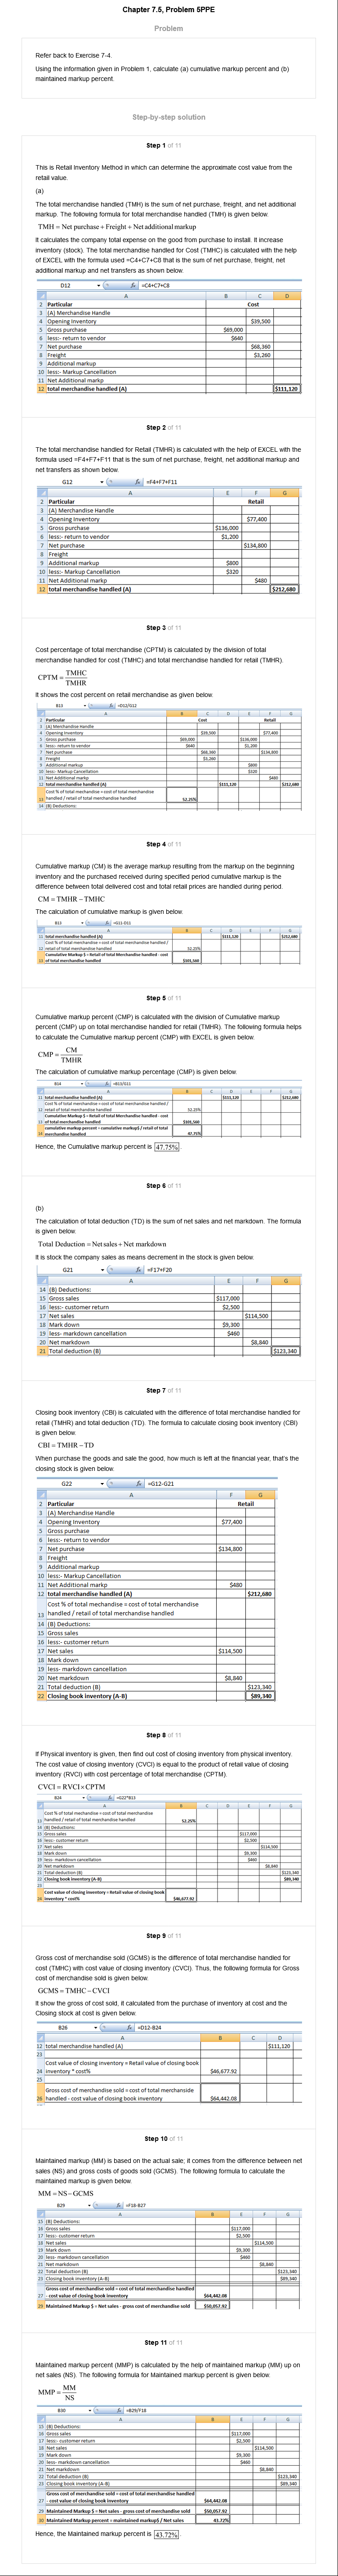 Chapter 7.5, Problem 5PPE
Problem
Refer back to Exercise 7-4.
Using the information given in Problem 1, calculate (a) cumulative markup percent and (b)
maintained markup percent.
Step-by-step solution
Step 1 of 11
This is Retail Inventory Method in which can determine the approximate cost value from the
retail value.
(a)
The total merchandise handled (TMH) is the sum of net purchase, freight, and net additional
markup. The following formula for total merchandise handled (TMH) is given below.
TMH = Net purchase + Freight + Net additional markup
It calculates the company total expense on the good from purchase to install. It increase
inventory (stock). The total merchandise handled for Cost (TMHC) is calculated with the help
of EXCEL with the formula used =C4+C7+C8 that is the sum of net purchase, freight, net
additional markup and net transfers as shown below.
D12 fx =C4+C7+C8
A B C D
2 Particular Cost
3 (A) Merchandise Handle
4 Opening Inventory $39,500
5 Gross purchase $69,000
6 less:- return to vendor $640
7 Net purchase $68,360
8 Freight $3,260
9 Additional markup
10 less:- Markup Cancellation
11 Net Additional markp
12 total merchandise handled (A) $111,120
Step 2 of 11
The total merchandise handled for Retail (TMHR) is calculated with the help of EXCEL with the
formula used =F4+F7+F11 that is the sum of net purchase, freight, net additional markup and
net transfers as shown below.
G12 fx =F4+F7+F11
A E F G
2 Particular Retail
3 (A) Merchandise Handle
4 Opening Inventory $77,400
5 Gross purchase $136,000
6 less:- return to vendor $1,200
7 Net purchase $134,800
8 Freight
9 Additional markup $800
10 less:- Markup Cancellation $320
11 Net Additional markp $480
12 total merchandise handled (A) $212,680
Step 3 of 11
Cost percentage of total merchandise (CPTM) is calculated by the division of total
merchandise handled for cost (TMHC) and total merchandise handled for retail (TMHR).
CPTM = TMHC / TMHR
It shows the cost percent on retail merchandise as given below.
B13 fx =D12/G12
A B C D E F G
2 Particular Cost Retail
3 (A) Merchandise Handle
4 Opening Inventory $39,500 $77,400
5 Gross purchase $69,000 $136,000
6 less:- return to vendor $640 $1,200
7 Net purchase $68,360 $134,800
8 Freight $3,260
9 Additional markup $800
10 less:- Markup Cancellation $320
11 Net Additional markp $480
12 total merchandise handled (A) $111,120 $212,680
Cost % of total mechandise = cost of total merchandise
13 handled / retail of total merchandise handled 52.25%
14 (B) Deductions:
Step 4 of 11
Cumulative markup (CM) is the average markup resulting from the markup on the beginning
inventory and the purchased received during specified period cumulative markup is the
difference between total delivered cost and total retail prices are handled during period.
CM = TMHR – TMHC
The calculation of cumulative markup is given below.
B13 fx =G11-D11
A B C D E F G
11 total merchandise handled (A) $111,120 $212,680
Cost % of total mechandise = cost of total merchandise handled /
12 retail of total merchandise handled 52.25%
Cumulative Markup $ = Retail of total Merchandise handled - cost
13 of total merchandise handled $101,560
Step 5 of 11
Cumulative markup percent (CMP) is calculated with the division of Cumulative markup
percent (CMP) up on total merchandise handled for retail (TMHR). The following formula helps
to calculate the Cumulative markup percent (CMP) with EXCEL is given below.
CMP = CM / TMHR
The calculation of cumulative markup percentage (CMP) is given below.
B14 fx =B13/G11
A B C D E F G
11 total merchandise handled (A) $111,120 $212,680
Cost % of total mechandise = cost of total merchandise handled /
12 retail of total merchandise handled 52.25%
Cumulative Markup $ = Retail of total Merchandise handled - cost
13 of total merchandise handled $101,560
cumulative markup percent = cumulative markup$ / retail of total
14 merchandise handled 47.75%
Hence, the Cumulative markup percent is 47.75%.
Step 6 of 11
(b)
The calculation of total deduction (TD) is the sum of net sales and net markdown. The formula
is given below.
Total Deduction = Net sales + Net markdown
It is stock the company sales as means decrement in the stock is given below.
G21 fx =F17+F20
A E F G
14 (B) Deductions:
15 Gross sales $117,000
16 less:- customer return $2,500
17 Net sales $114,500
18 Mark down $9,300
19 less- markdown cancellation $460
20 Net markdown $8,840
21 Total deduction (B) $123,340
Step 7 of 11
Closing book inventory (CBI) is calculated with the difference of total merchandise handled for
retail (TMHR) and total deduction (TD). The formula to calculate closing book inventory (CBI)
is given below.
CBI = TMHR – TD
When purchase the goods and sale the good, how much is left at the financial year, that's the
closing stock is given below.
G22 fx =G12-G21
A F G
2 Particular Retail
3 (A) Merchandise Handle
4 Opening Inventory $77,400
5 Gross purchase
6 less:- return to vendor
7 Net purchase $134,800
8 Freight
9 Additional markup
10 less:- Markup Cancellation
11 Net Additional markp $480
12 total merchandise handled (A) $212,680
Cost % of total mechandise = cost of total merchandise
13 handled / retail of total merchandise handled
14 (B) Deductions:
15 Gross sales
16 less:- customer return
17 Net sales $114,500
18 Mark down
19 less- markdown cancellation
20 Net markdown $8,840
21 Total deduction (B) $123,340
22 Closing book inventory (A-B) $89,340
Step 8 of 11
If Physical inventory is given, then find out cost of closing inventory from physical inventory.
The cost value of closing inventory (CVCI) is equal to the product of retail value of closing
inventory (RVCI) with cost percentage of total merchandise (CPTM).
CVCI = RVCI × CPTM
B24 fx =G22*B13
A B C D E F G
Cost % of total mechandise = cost of total merchandise
13 handled / retail of total merchandise handled 52.25%
14 (B) Deductions:
15 Gross sales $117,000
16 less:- customer return $2,500
17 Net sales $114,500
18 Mark down $9,300
19 less- markdown cancellation $460
20 Net markdown $8,840
21 Total deduction (B) $123,340
22 Closing book inventory (A-B) $89,340
23
Cost value of closing inventory = Retail value of closing book
24 inventory * cost% $46,677.92
Step 9 of 11
Gross cost of merchandise sold (GCMS) is the difference of total merchandise handled for
cost (TMHC) with cost value of closing inventory (CVCI). Thus, the following formula for Gross
cost of merchandise sold is given below.
GCMS = TMHC – CVCI
It show the gross of cost sold, it calculated from the purchase of inventory at cost and the
Closing stock at cost is given below.
B26 fx =D12-B24
A B C D
12 total merchandise handled (A) $111,120
23
Cost value of closing inventory = Retail value of closing book
24 inventory * cost% $46,677.92
25
Gross cost of merchandise sold = cost of total merchanside
26 handled - cost value of closing book inventory $64,442.08
Step 10 of 11
Maintained markup (MM) is based on the actual sale; it comes from the difference between net
sales (NS) and gross costs of goods sold (GCMS). The following formula to calculate the
maintained markup is given below.
MM = NS – GCMS
B29 fx =F18-B27
A B E F G
15 (B) Deductions:
16 Gross sales $117,000
17 less:- customer return $2,500
18 Net sales $114,500
19 Mark down $9,300
20 less- markdown cancellation $460
21 Net markdown $8,840
22 Total deduction (B) $123,340
23 Closing book inventory (A-B) $89,340
Gross cost of merchandise sold = cost of total merchandise handled
27 - cost value of closing book inventory $64,442.08
29 Maintained Markup $ = Net sales - gross cost of merchandise sold $50,057.92
Step 11 of 11
Maintained markup percent (MMP) is calculated by the help of maintained markup (MM) up on
net sales (NS). The following formula for Maintained markup percent is given below.
MMP = MM / NS
B30 fx =B29/F18
A B E F G
15 (B) Deductions:
16 Gross sales $117,000
17 less:- customer return $2,500
18 Net sales $114,500
19 Mark down $9,300
20 less- markdown cancellation $460
21 Net markdown $8,840
22 Total deduction (B) $123,340
23 Closing book inventory (A-B) $89,340
Gross cost of merchandise sold = cost of total merchandise handled
27 - cost value of closing book inventory $64,442.08
29 Maintained Markup $ = Net sales - gross cost of merchandise sold $50,057.92
30 Maintained Markup percent = maintained markup$ / Net sales 43.72%
Hence, the Maintained markup percent is 43.72%.